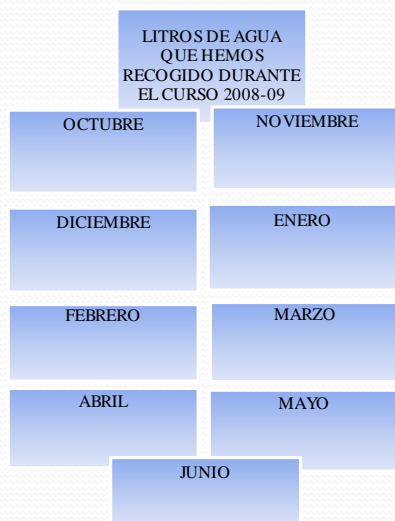 LITROS DE AGUA
QUE HEMOS
RECOGIDO DURANTE
EL CURSO 2008-09
OCTUBRE
NOVIEMBRE
DICIEMBRE
ENERO
FEBRERO
MARZO
ABRIL
MAYO
JUNIO